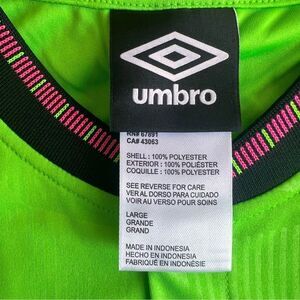 umbro
RN# 67891
CA# 43063
SHELL : 100% POLYESTER
EXTERIOR : 100% POLIÉSTER
COQUILLE : 100% POLYESTER
SEE REVERSE FOR CARE
VER AL DORSO PARA CUIDADO
VOIR AU VERSO POUR SOINS
LARGE
GRANDE
GRAND
MADE IN INDONESIA
HECHO EN INDONESIA
FABRIQUÉ EN INDONÉSIE